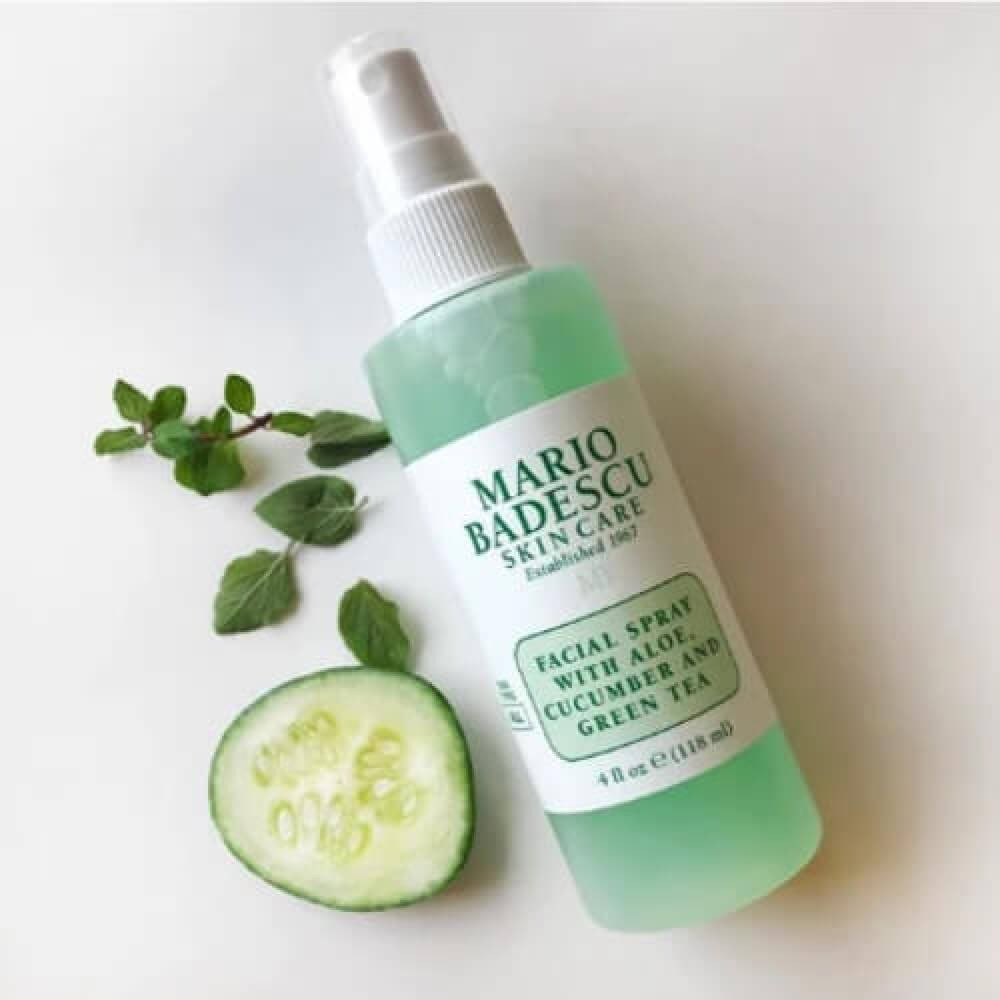 MARIO
BADESCU
SKIN CARE
Established 1967
FACIAL SPRAY
WITH ALOE,
CUCUMBER AND
GREEN TEA
4 fl oz ℮ (118 ml)